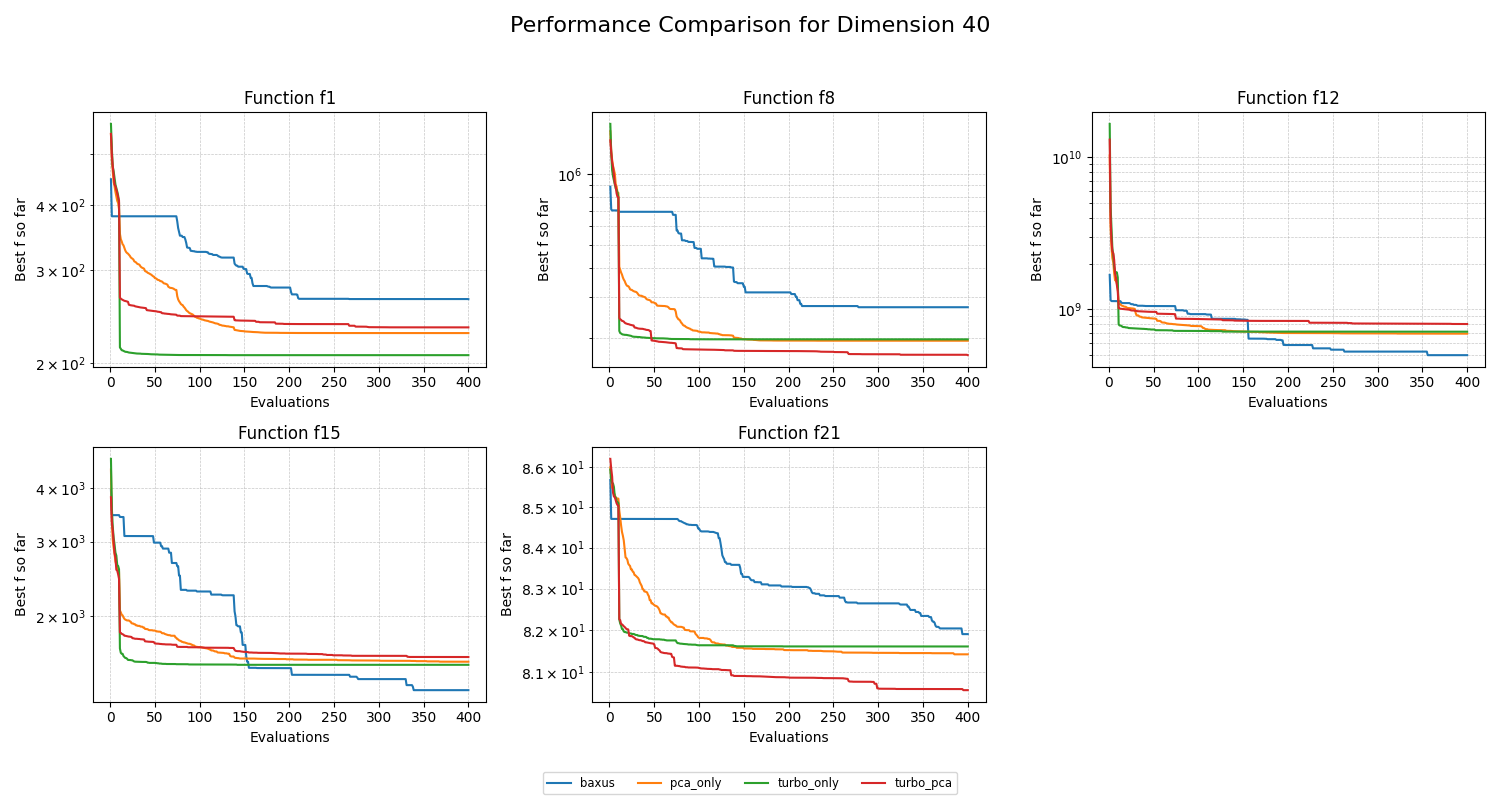 Performance Comparison for Dimension 40
Function f1
Best f so far
4 × 10²
3 × 10²
2 × 10²
0 50 100 150 200 250 300 350 400
Evaluations
Function f8
Best f so far
10⁶
0 50 100 150 200 250 300 350 400
Evaluations
Function f12
Best f so far
10¹⁰
10⁹
0 50 100 150 200 250 300 350 400
Evaluations
Function f15
Best f so far
4 × 10³
3 × 10³
2 × 10³
0 50 100 150 200 250 300 350 400
Evaluations
Function f21
Best f so far
8.6 × 10¹
8.5 × 10¹
8.4 × 10¹
8.3 × 10¹
8.2 × 10¹
8.1 × 10¹
0 50 100 150 200 250 300 350 400
Evaluations
baxus pca_only turbo_only turbo_pca